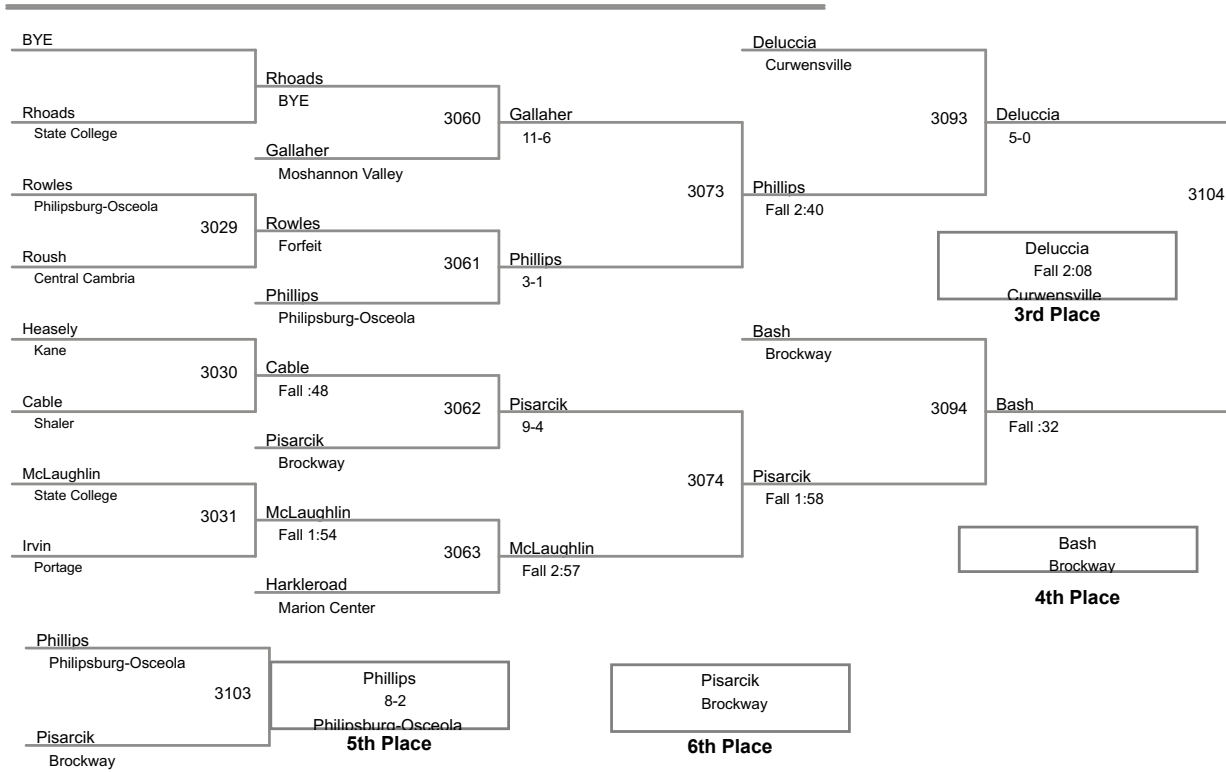 BYE
Rhoads
State College
Rowles
Philipsburg-Osceola
3029
Roush
Central Cambria
Heasely
Kane
3030
Cable
Shaler
McLaughlin
State College
3031
Irvin
Portage
Rhoads
BYE
3060
Gallaher
Moshannon Valley
Rowles
Forfeit
3061
Phillips
Philipsburg-Osceola
Cable
Fall :48
3062
Pisarcik
Brockway
McLaughlin
Fall 1:54
3063
Harkleroad
Marion Center
Gallaher
11-6
3073
Phillips
3-1
Pisarcik
9-4
3074
McLaughlin
Fall 2:57
Deluccia
Curwensville
3093
Phillips
Fall 2:40
Bash
Brockway
3094
Pisarcik
Fall 1:58
Deluccia
5-0
3104
Bash
Fall :32
Deluccia
Fall 2:08
Curwensville
3rd Place
Bash
Brockway
4th Place
Phillips
Philipsburg-Osceola
3103
Pisarcik
Brockway
Phillips
8-2
Philipsburg-Osceola
5th Place
Pisarcik
Brockway
6th Place